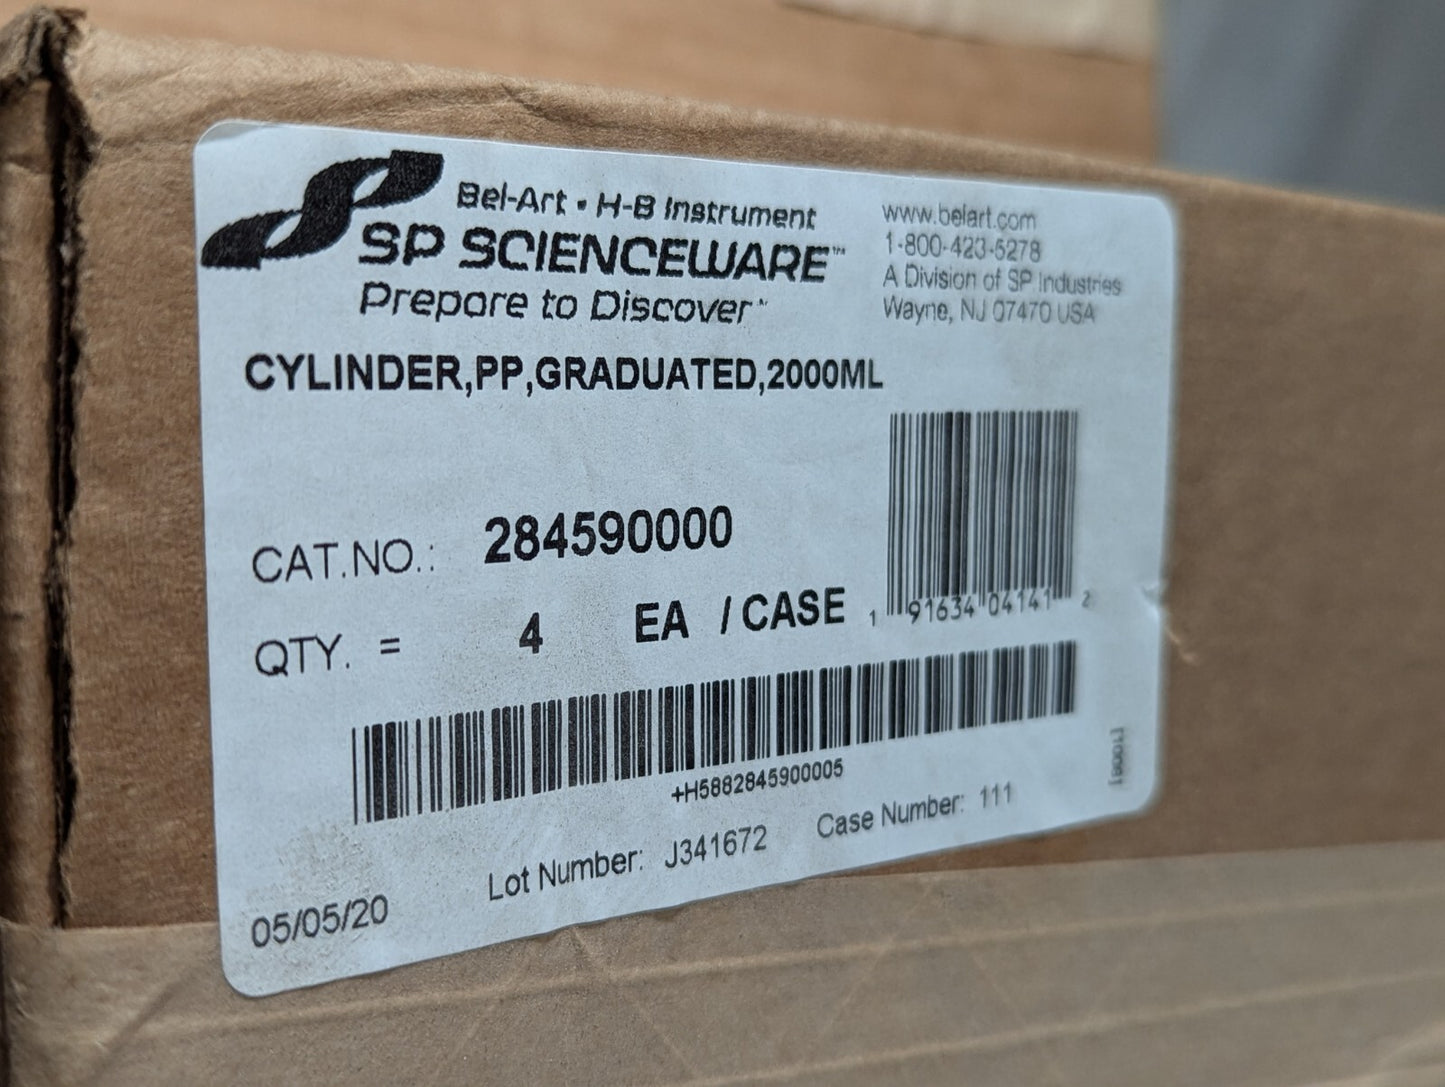 Bel-Art • H-B Instrument
SP SCIENCEWARE™
Prepare to Discover™
www.belart.com
1-800-423-5278
A Division of SP Industries
Wayne, NJ 07470 USA
CYLINDER,PP,GRADUATED,2000ML
CAT.NO.: 284590000
QTY. = 4 EA / CASE
1 91634 04141 2
+H5882845900005
[1006]
Lot Number: J341672 Case Number: 111
05/05/20